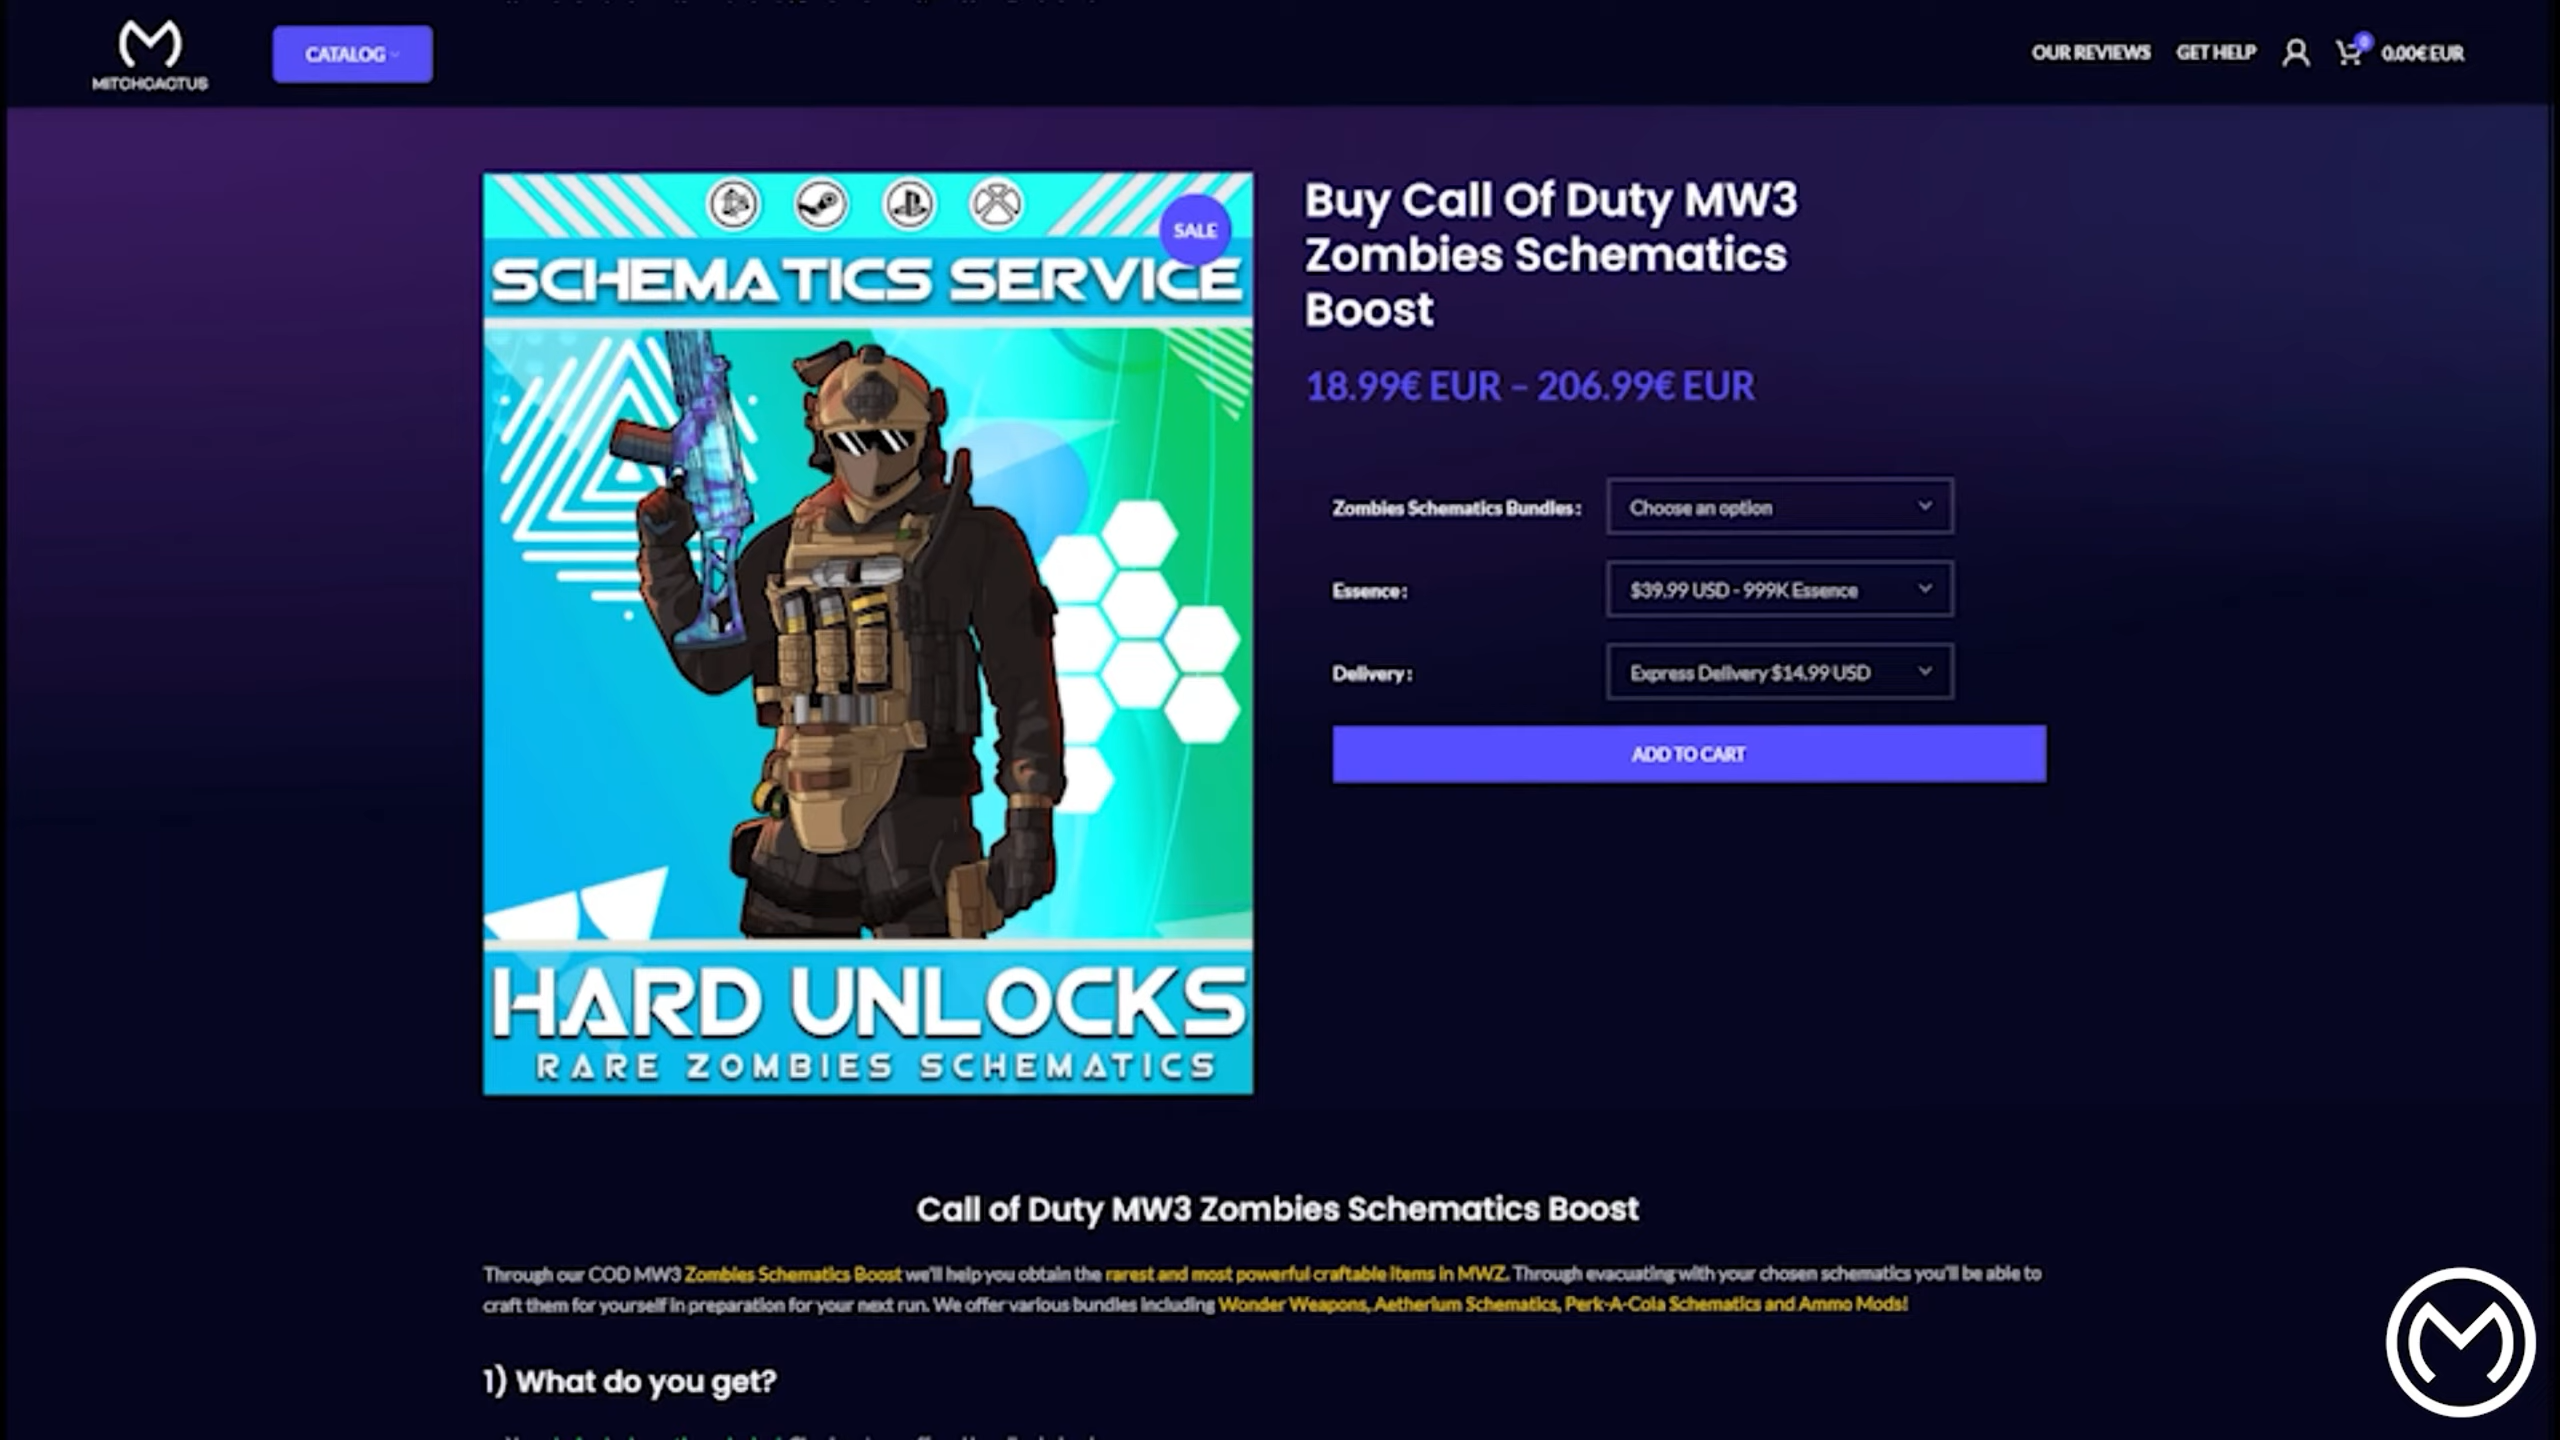 MITCHCACTUS
CATALOG
OUR REVIEWS
GET HELP
0
0.00€ EUR
SALE
SCHEMATICS SERVICE
HARD UNLOCKS
RARE ZOMBIES SCHEMATICS
Buy Call Of Duty MW3
Zombies Schematics
Boost
18.99€ EUR – 206.99€ EUR
Zombies Schematics Bundles: Choose an option
Essence: $39.99 USD - 999K Essence
Delivery: Express Delivery $14.99 USD
ADD TO CART
Call of Duty MW3 Zombies Schematics Boost
Through our COD MW3 Zombies Schematics Boost we'll help you obtain the rarest and most powerful craftable items in MWZ. Through evacuating with your chosen schematics you'll be able to
craft them for yourself in preparation for your next run. We offer various bundles including Wonder Weapons, Aetherium Schematics, Perk-A-Cola Schematics and Ammo Mods!
1) What do you get?